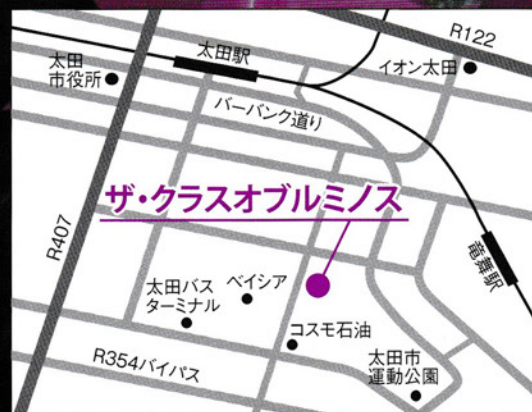 R122
太田駅
イオン太田
太田
市役所
バーバンク道り
ザ・クラスオブルミノス
R407
竜舞駅
太田バス
ターミナル
ベイシア
コスモ石油
R354バイパス
太田市
運動公園